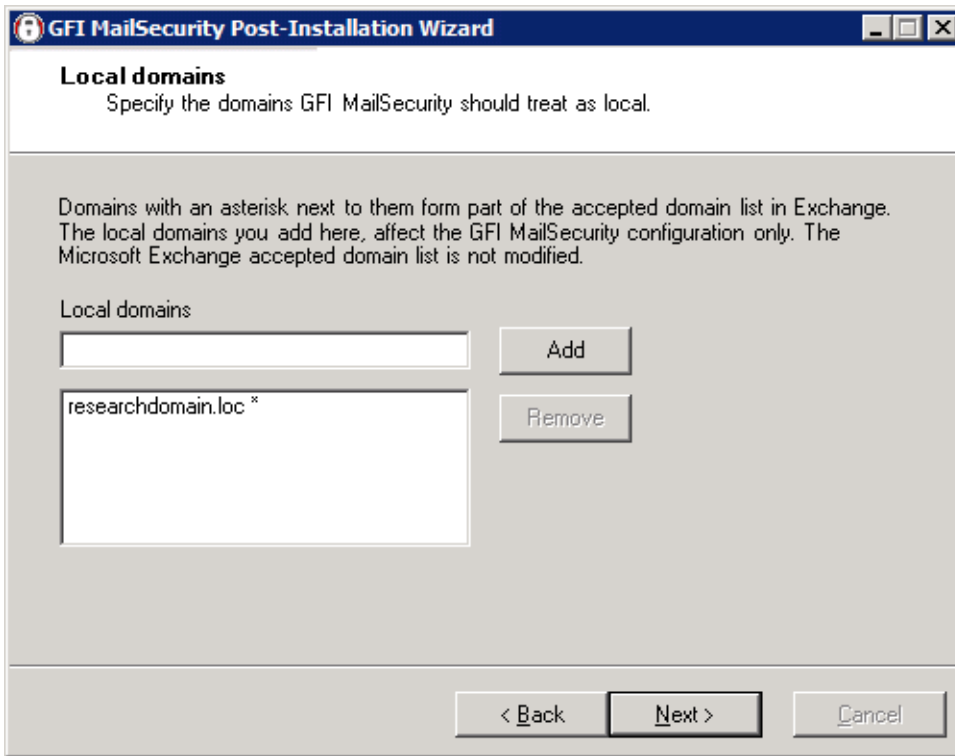 GFI MailSecurity Post-Installation Wizard
Local domains
Specify the domains GFI MailSecurity should treat as local.
Domains with an asterisk next to them form part of the accepted domain list in Exchange.
The local domains you add here, affect the GFI MailSecurity configuration only. The
Microsoft Exchange accepted domain list is not modified.
Local domains
Add
researchdomain.loc *
Remove
< Back
Next >
Cancel